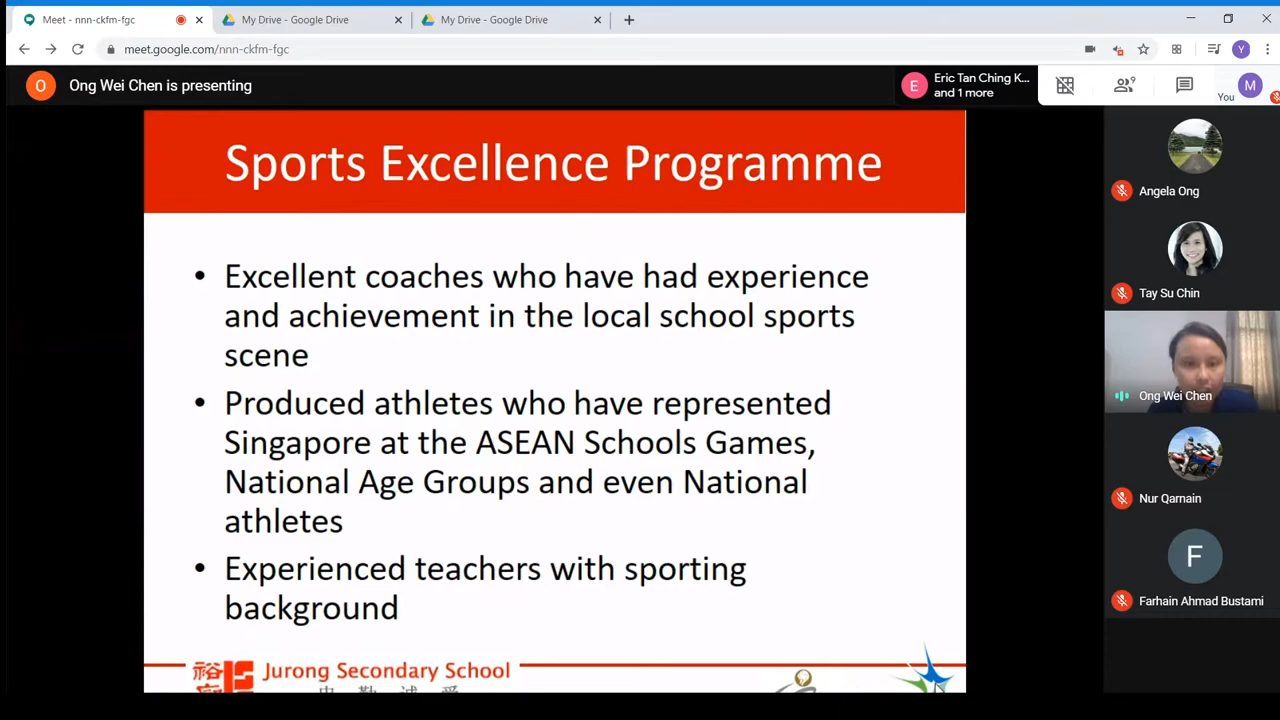 Meet - nnn-ckfm-fgc
My Drive - Google Drive
My Drive - Google Drive
meet.google.com/nnn-ckfm-fgc
Y
O
Ong Wei Chen is presenting
E
Eric Tan Ching K...
and 1 more
9
You
M
Sports Excellence Programme
• Excellent coaches who have had experience
and achievement in the local school sports
scene
• Produced athletes who have represented
Singapore at the ASEAN Schools Games,
National Age Groups and even National
athletes
• Experienced teachers with sporting
background
Jurong Secondary School
Angela Ong
Tay Su Chin
Ong Wei Chen
Nur Qarnain
F
Farhain Ahmad Bustami